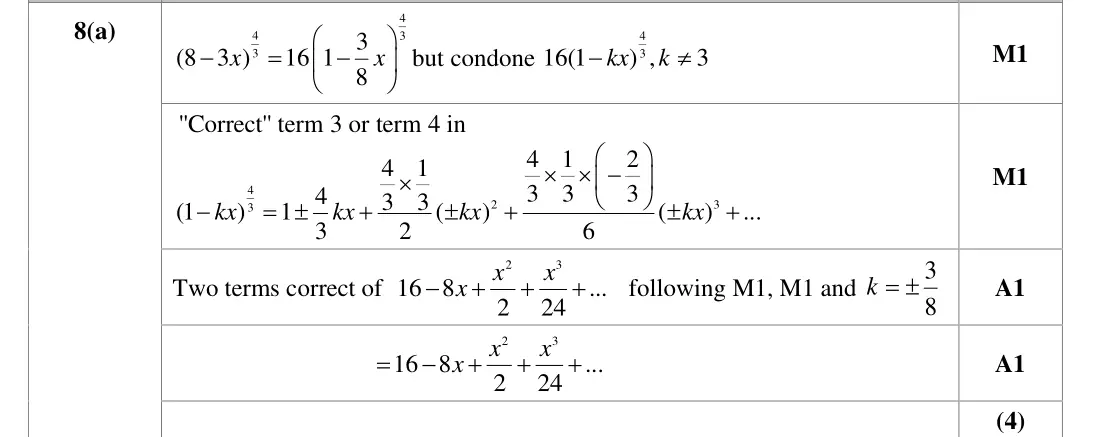 8(a)
(8 − 3x)^{4/3} = 16(1 − 3/8 x)^{4/3} but condone 16(1 − kx)^{4/3}, k ≠ 3
M1
"Correct" term 3 or term 4 in
(1 − kx)^{4/3} = 1 ± 4/3 kx + (4/3 × 1/3)/2 (±kx)² + (4/3 × 1/3 × (−2/3))/6 (±kx)³ + ...
M1
Two terms correct of 16 − 8x + x²/2 + x³/24 + ... following M1, M1 and k = ± 3/8
A1
= 16 − 8x + x²/2 + x³/24 + ...
A1
(4)